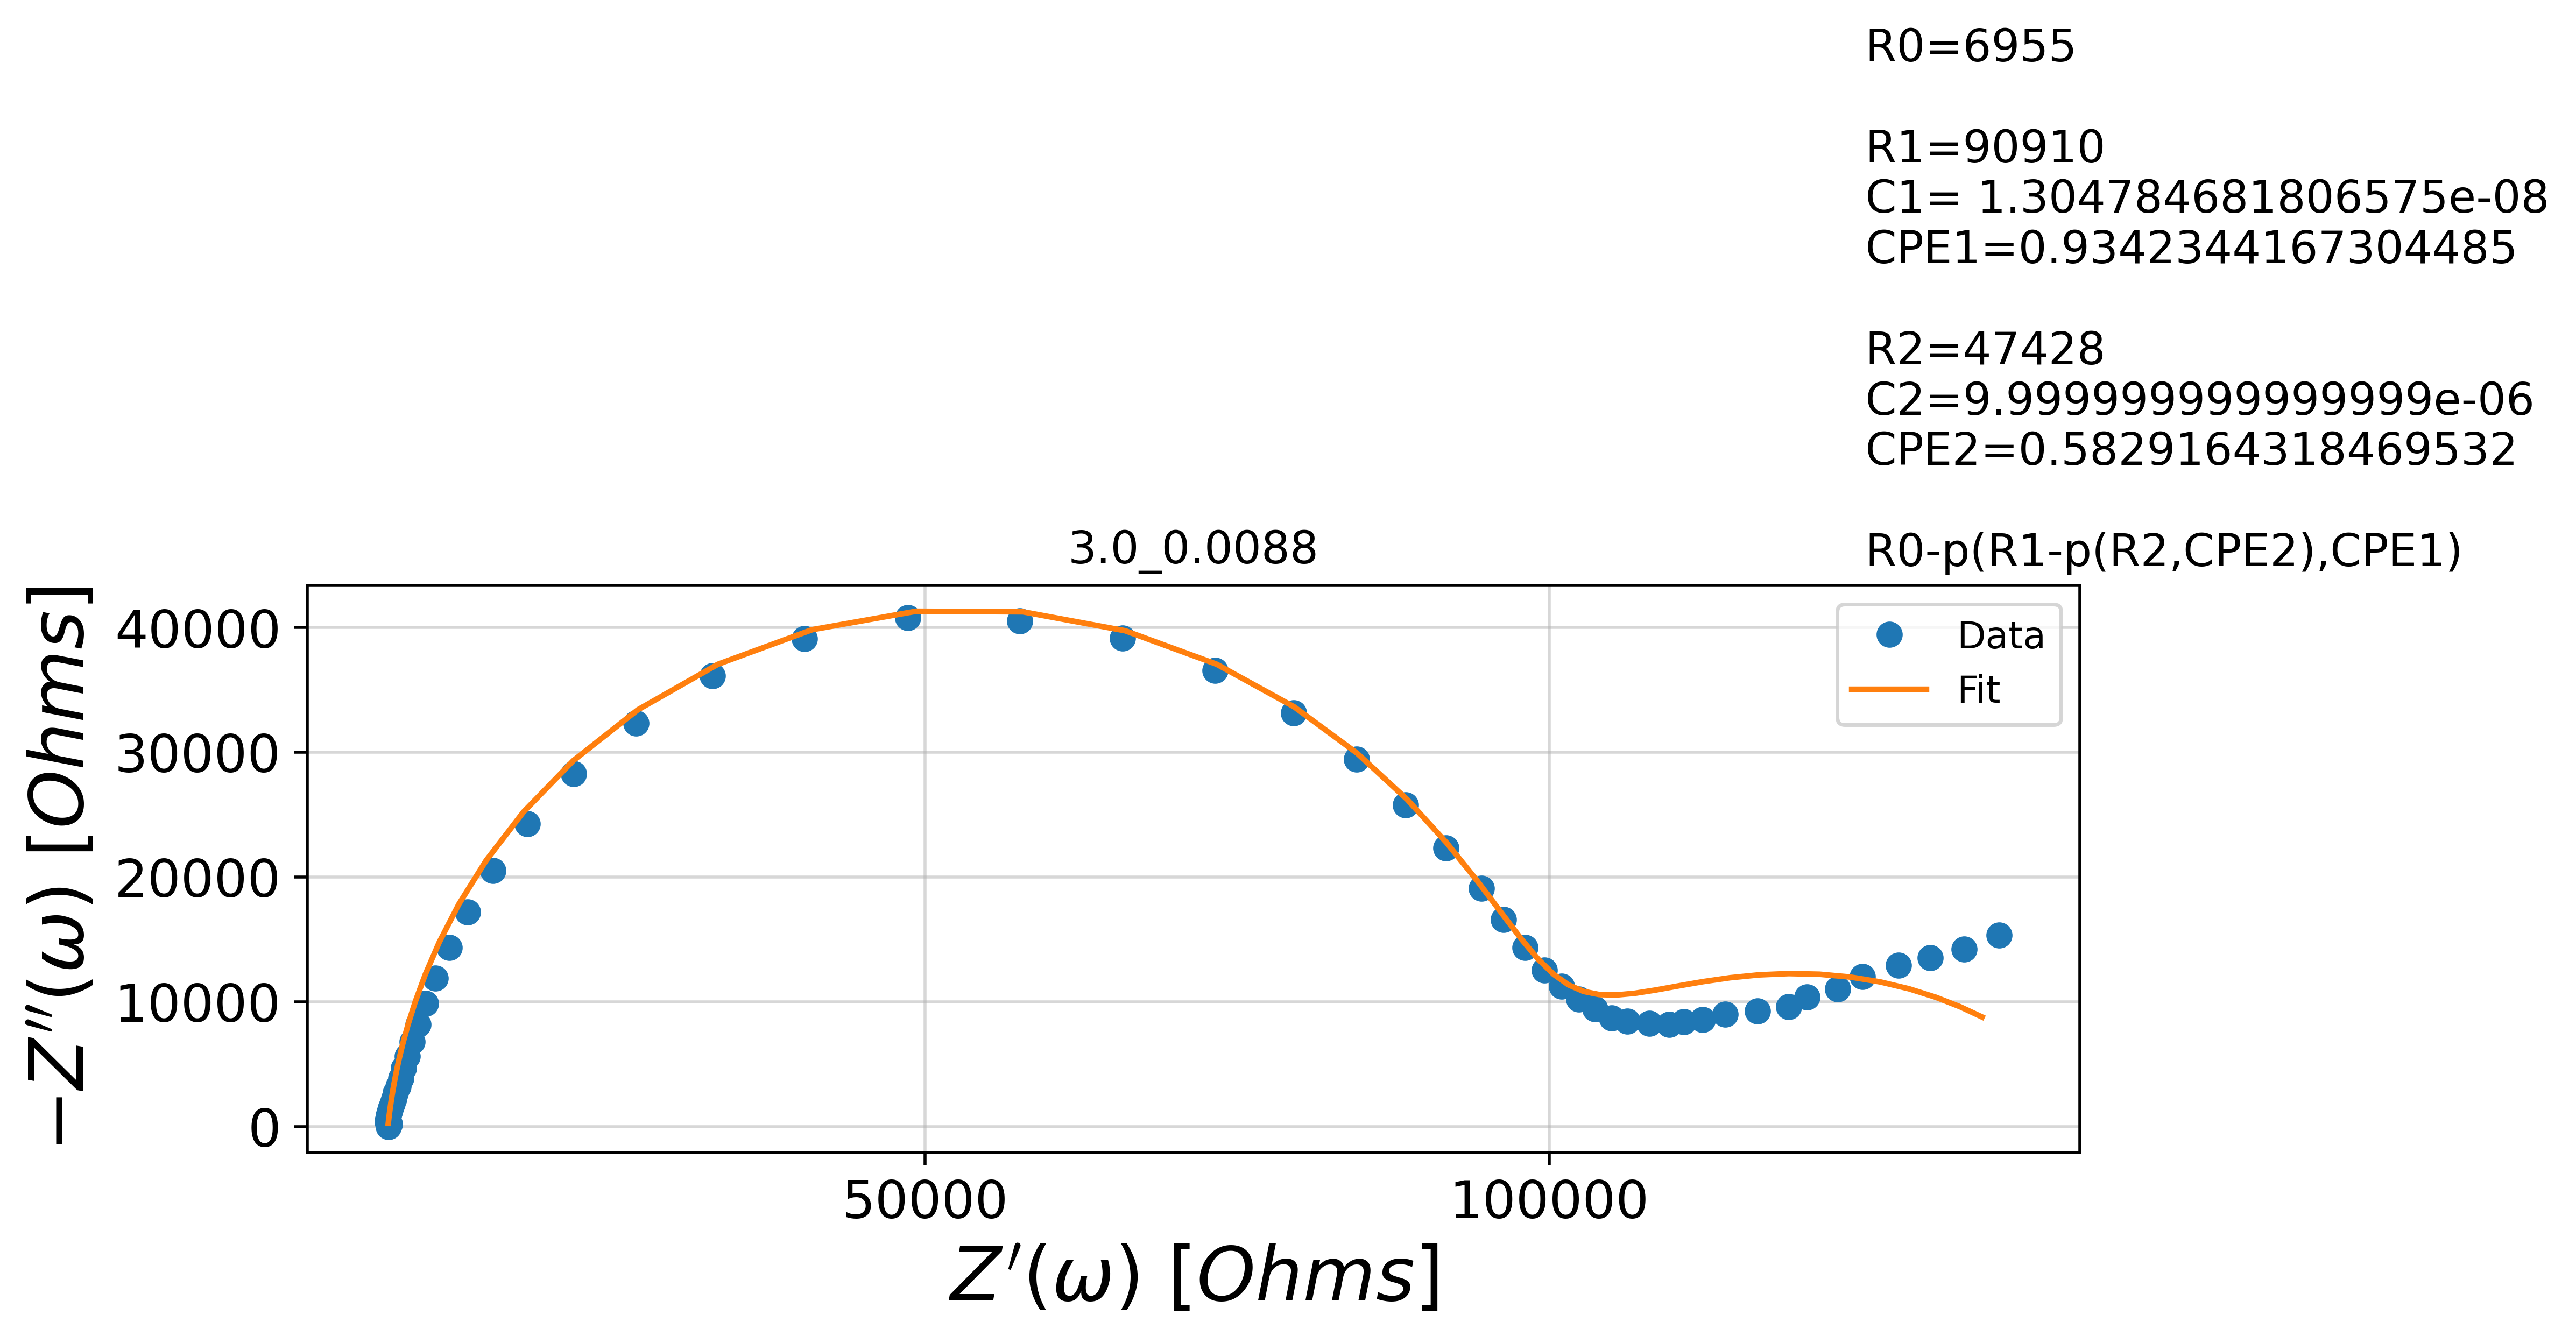 R0=6955
R1=90910
C1= 1.304784681806575e-08
CPE1=0.9342344167304485
R2=47428
C2=9.999999999999999e-06
CPE2=0.5829164318469532
R0-p(R1-p(R2,CPE2),CPE1)
3.0_0.0088
Data
Fit
40000
30000
20000
10000
0
−Z″(ω) [Ohms]
50000
100000
Z′(ω) [Ohms]